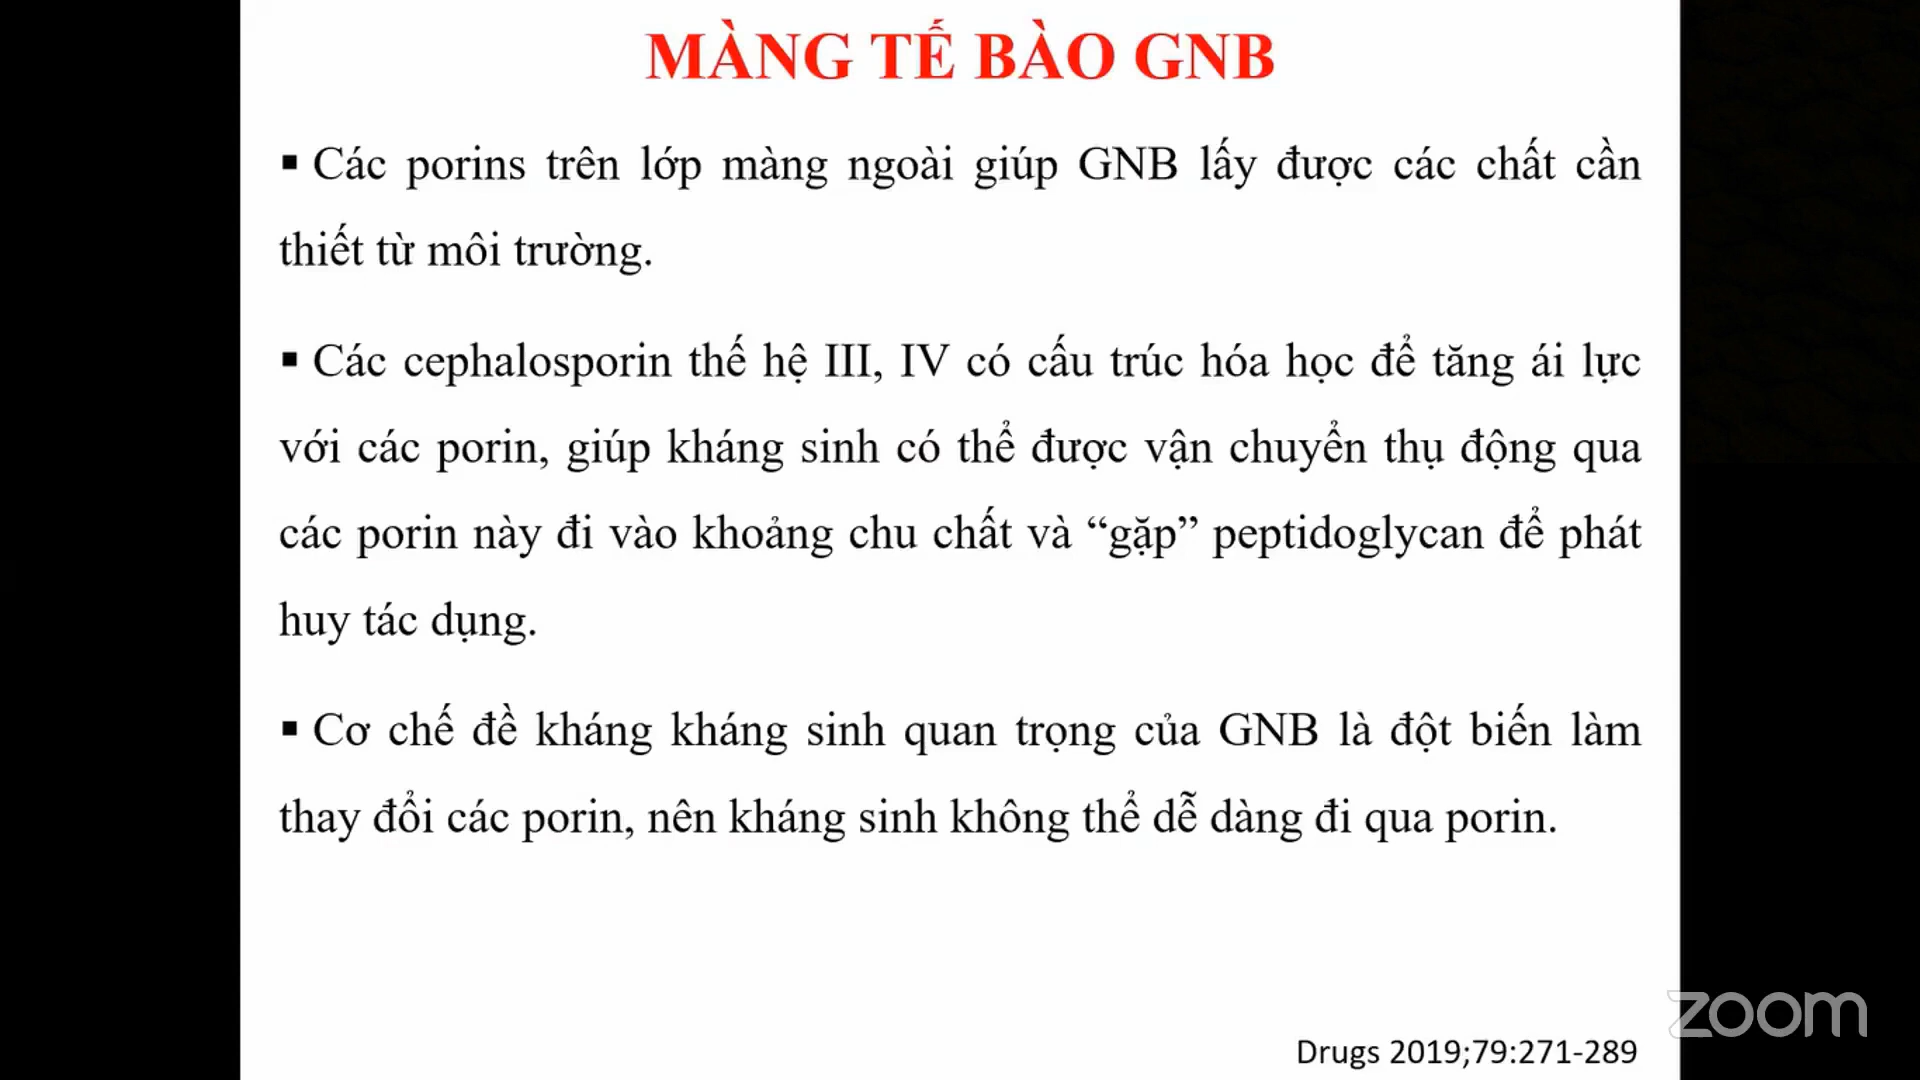 MÀNG TẾ BÀO GNB
▪ Các porins trên lớp màng ngoài giúp GNB lấy được các chất cần
thiết từ môi trường.
▪ Các cephalosporin thế hệ III, IV có cấu trúc hóa học để tăng ái lực
với các porin, giúp kháng sinh có thể được vận chuyển thụ động qua
các porin này đi vào khoảng chu chất và “gặp” peptidoglycan để phát
huy tác dụng.
▪ Cơ chế đề kháng kháng sinh quan trọng của GNB là đột biến làm
thay đổi các porin, nên kháng sinh không thể dễ dàng đi qua porin.
zoom
Drugs 2019;79:271-289